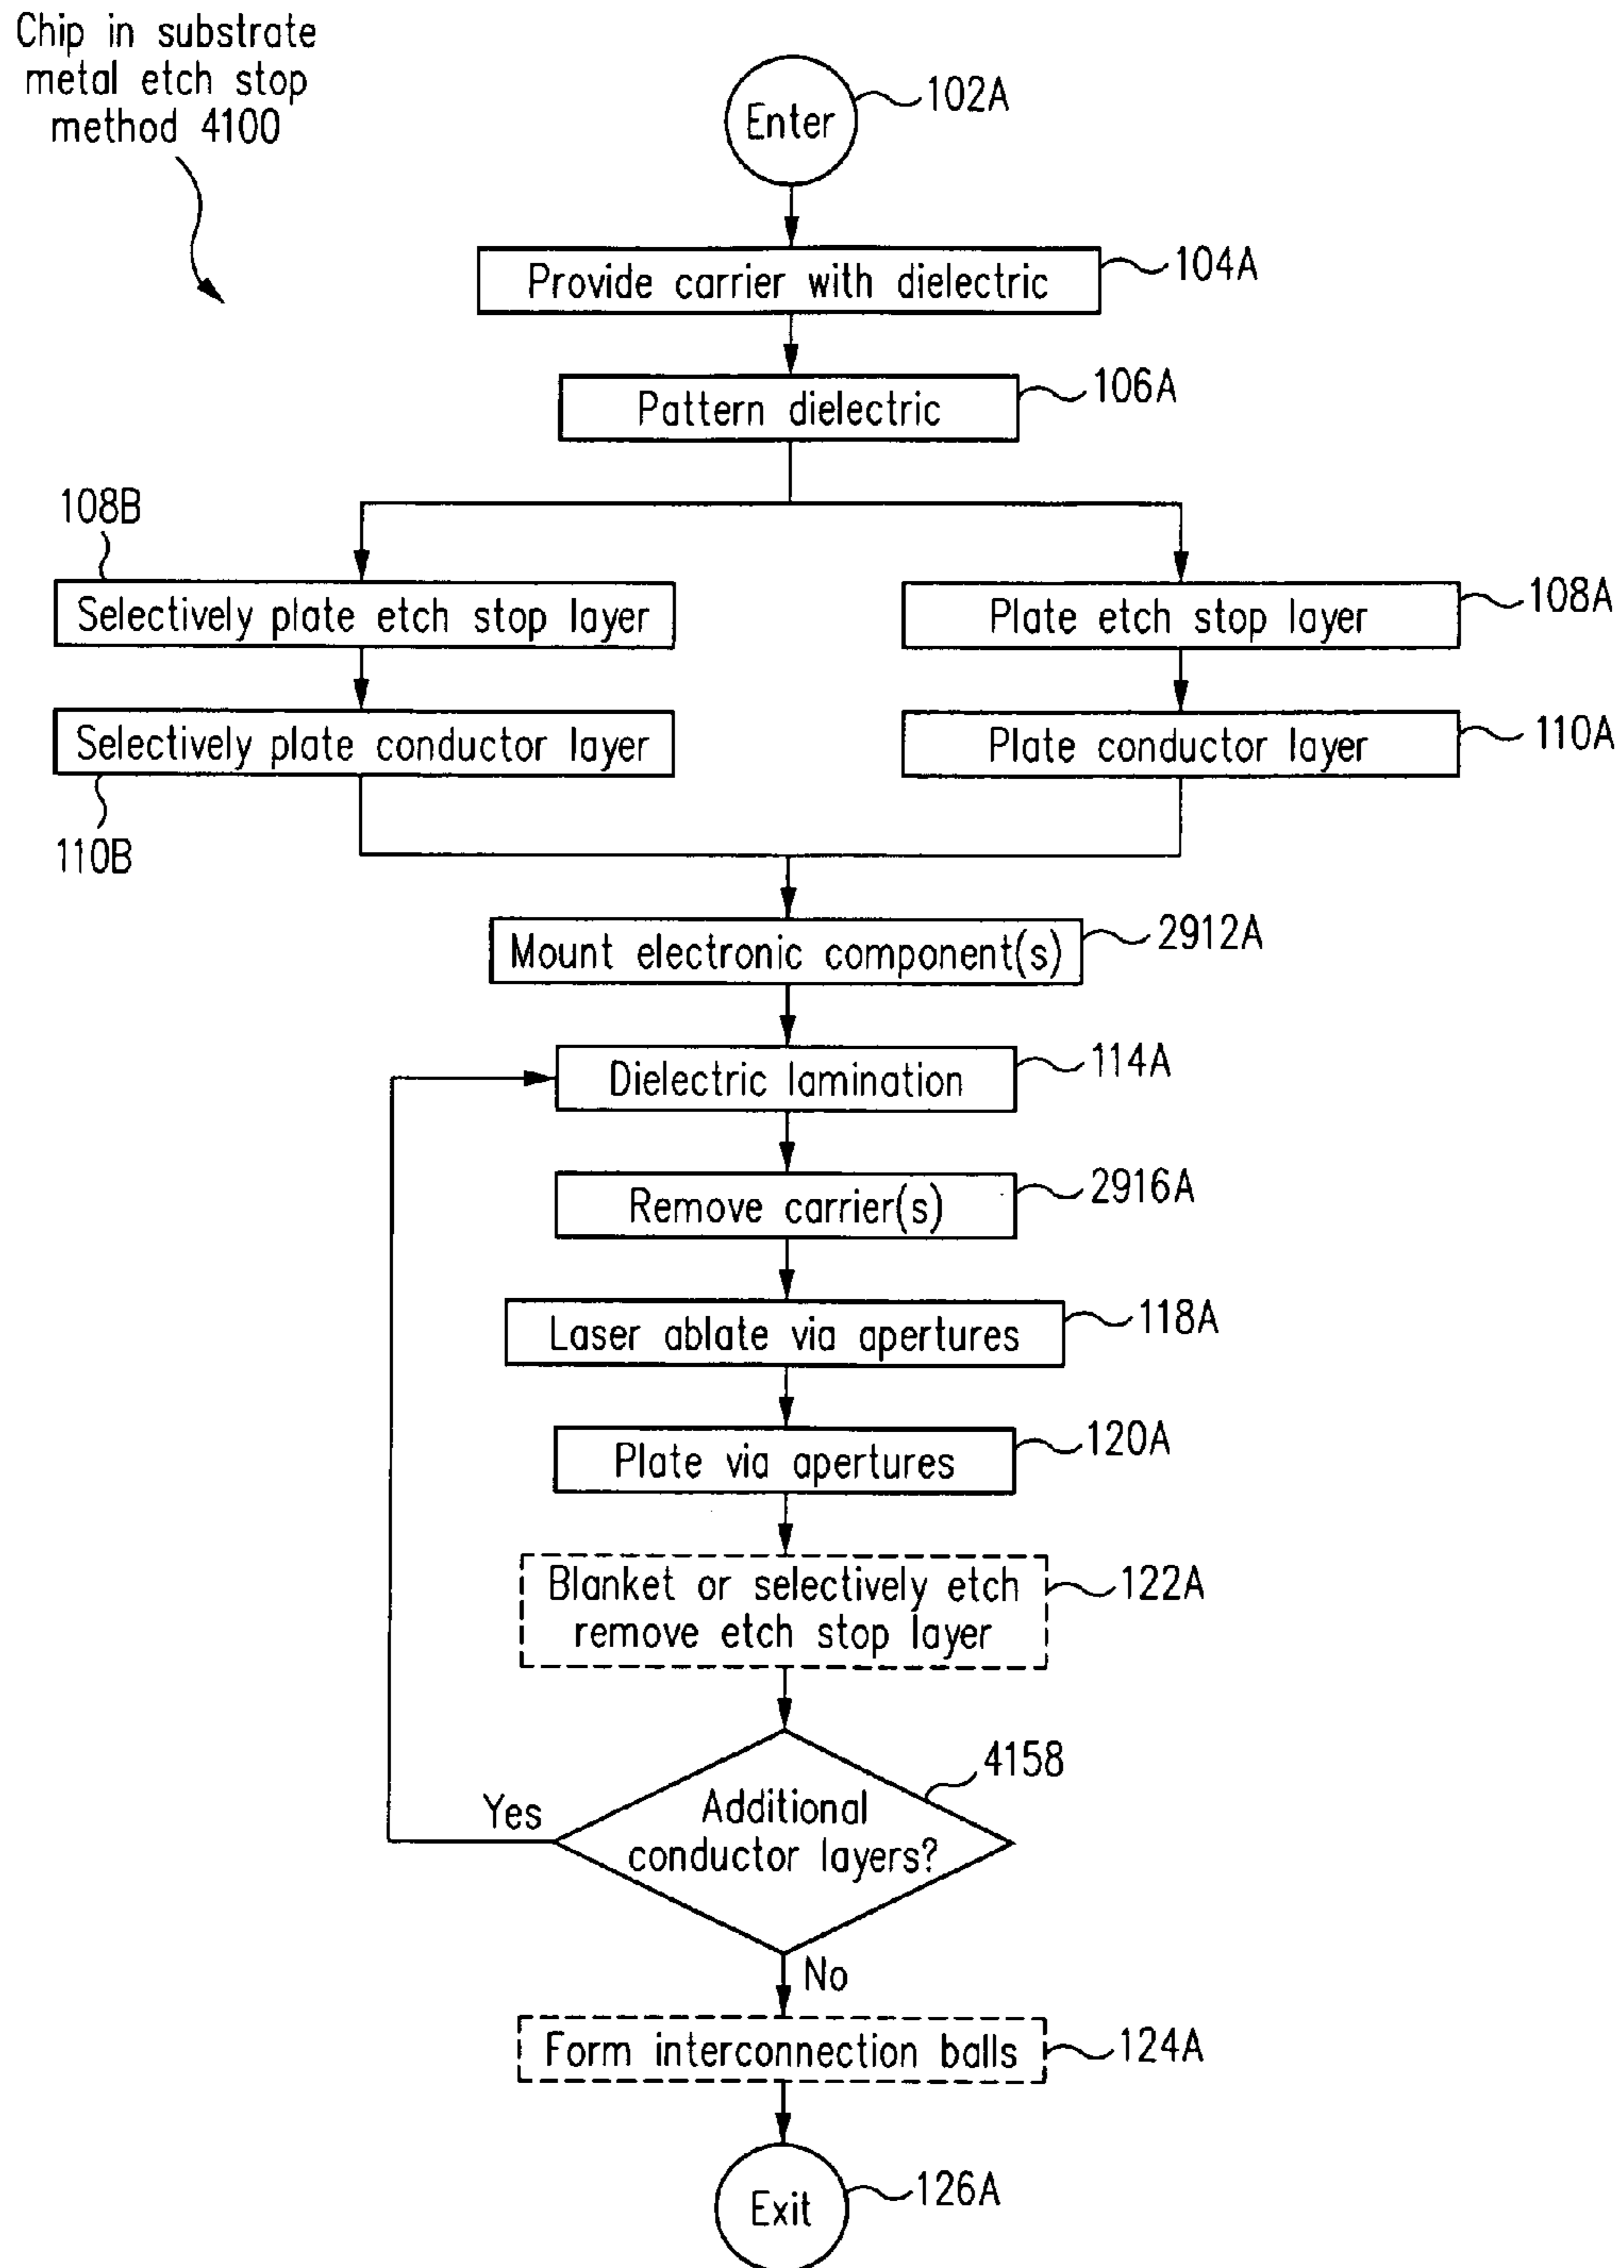 Chip in substrate
metal etch stop
method 4100
Enter
102A
Provide carrier with dielectric
104A
Pattern dielectric
106A
108B
Selectively plate etch stop layer
Plate etch stop layer
108A
Selectively plate conductor layer
Plate conductor layer
110A
110B
Mount electronic component(s)
2912A
Dielectric lamination
114A
Remove carrier(s)
2916A
Laser ablate via apertures
118A
Plate via apertures
120A
Blanket or selectively etch
remove etch stop layer
122A
4158
Yes
Additional
conductor layers?
No
Form interconnection balls
124A
Exit
126A